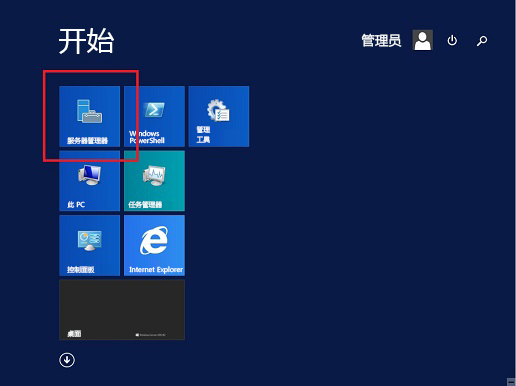 开始
管理员
服务器管理器
Windows
PowerShell
管理
工具
此 PC
任务管理器
控制面板
Internet Explorer
桌面